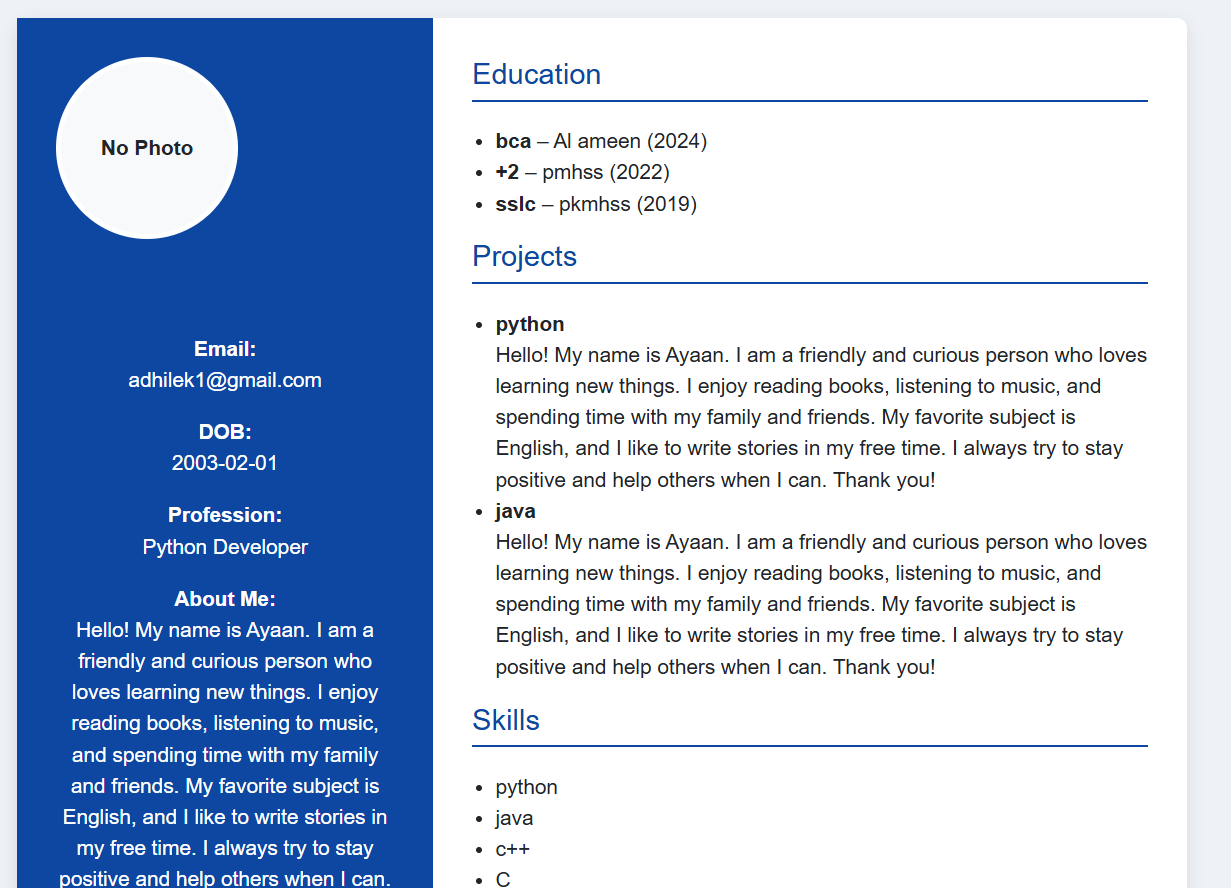 No Photo
Email:
adhilek1@gmail.com
DOB:
2003-02-01
Profession:
Python Developer
About Me:
Hello! My name is Ayaan. I am a
friendly and curious person who
loves learning new things. I enjoy
reading books, listening to music,
and spending time with my family
and friends. My favorite subject is
English, and I like to write stories in
my free time. I always try to stay
positive and help others when I can.
Education
• bca – Al ameen (2024)
• +2 – pmhss (2022)
• sslc – pkmhss (2019)
Projects
• python
Hello! My name is Ayaan. I am a friendly and curious person who loves
learning new things. I enjoy reading books, listening to music, and
spending time with my family and friends. My favorite subject is
English, and I like to write stories in my free time. I always try to stay
positive and help others when I can. Thank you!
• java
Hello! My name is Ayaan. I am a friendly and curious person who loves
learning new things. I enjoy reading books, listening to music, and
spending time with my family and friends. My favorite subject is
English, and I like to write stories in my free time. I always try to stay
positive and help others when I can. Thank you!
Skills
• python
• java
• c++
• C